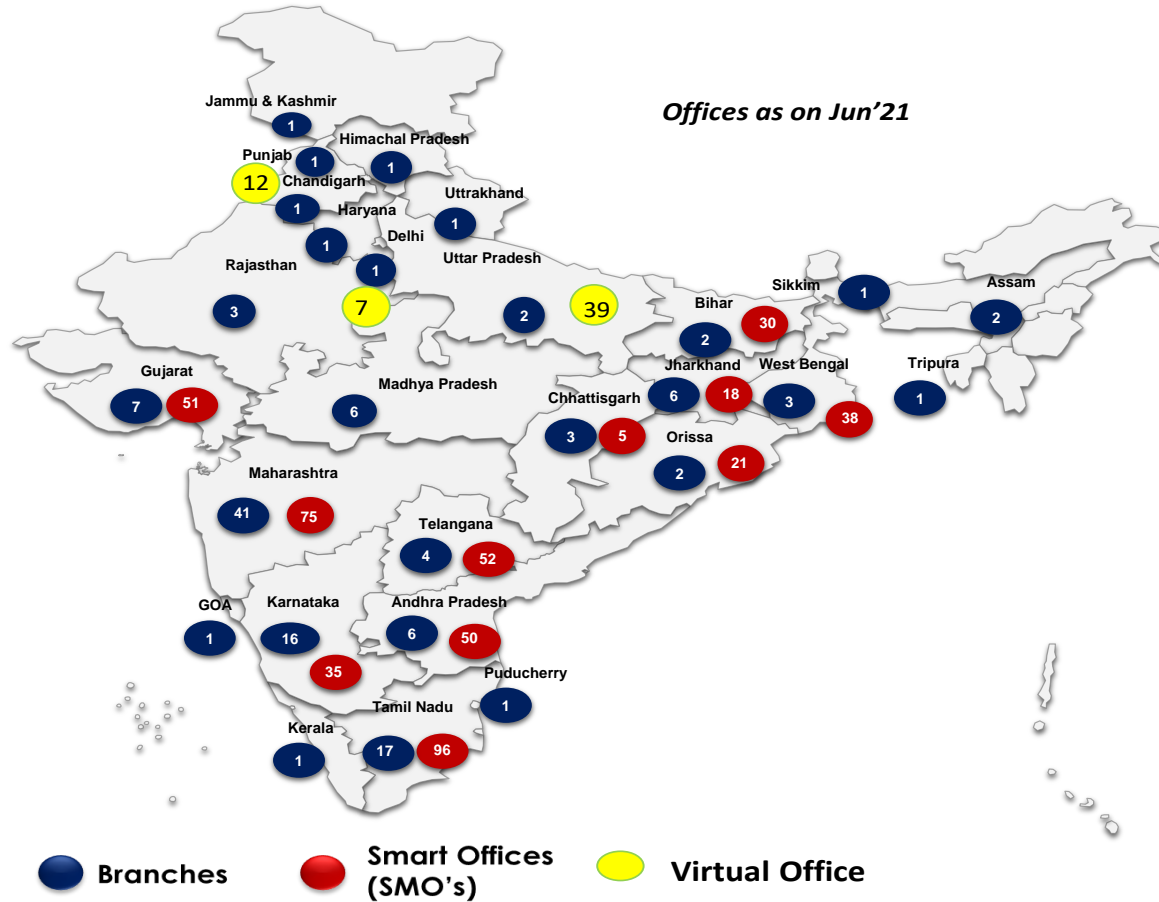 Offices as on Jun'21
Jammu & Kashmir
1
Himachal Pradesh
1
Punjab
1
12
Chandigarh
1
Uttrakhand
1
Haryana
1
Delhi
1
7
Uttar Pradesh
2
39
Rajasthan
3
Sikkim
1
Assam
2
Bihar
2
30
Tripura
1
Gujarat
7
51
Madhya Pradesh
6
Jharkhand
6
18
West Bengal
3
38
Chhattisgarh
3
5
Orissa
2
21
Maharashtra
41
75
Telangana
4
52
GOA
1
Karnataka
16
35
Andhra Pradesh
6
50
Puducherry
1
Tamil Nadu
17
96
Kerala
1
Branches
Smart Offices
(SMO's)
Virtual Office